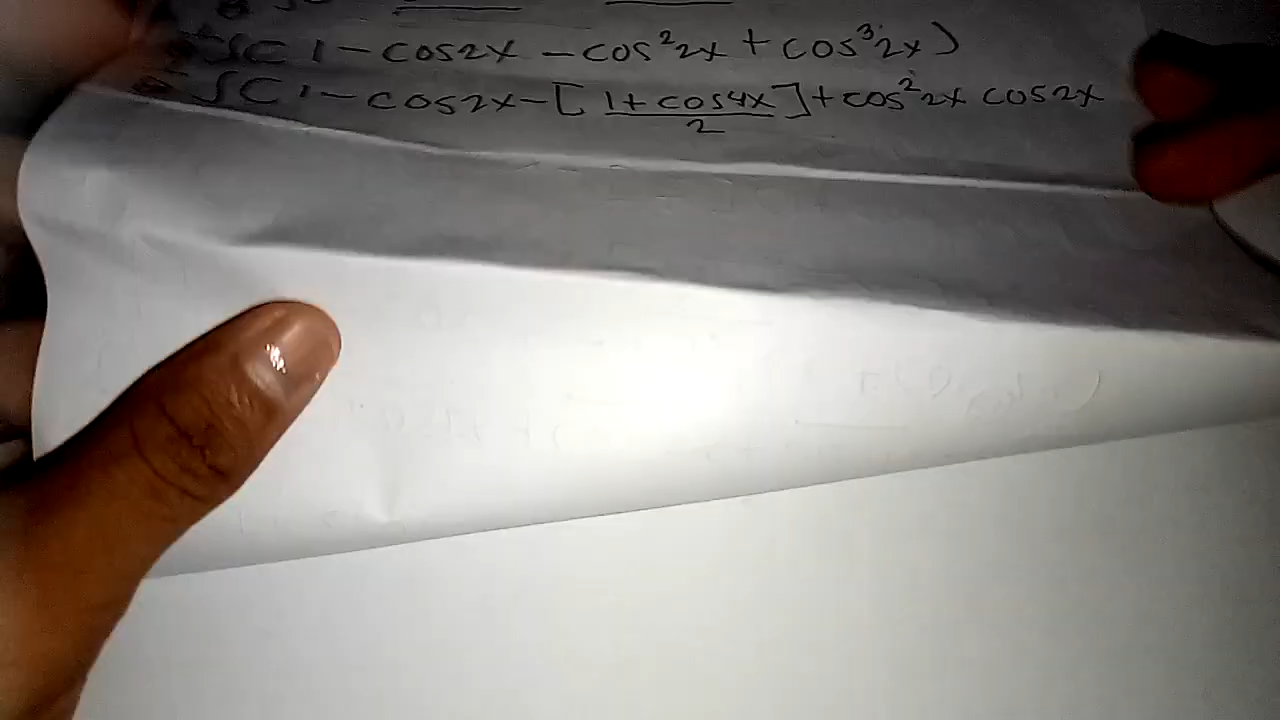 ∫(1-cos2x-cos²2x+cos³2x)
∫(1-cos2x-[1+cos4x/2]+cos²2x cos2x